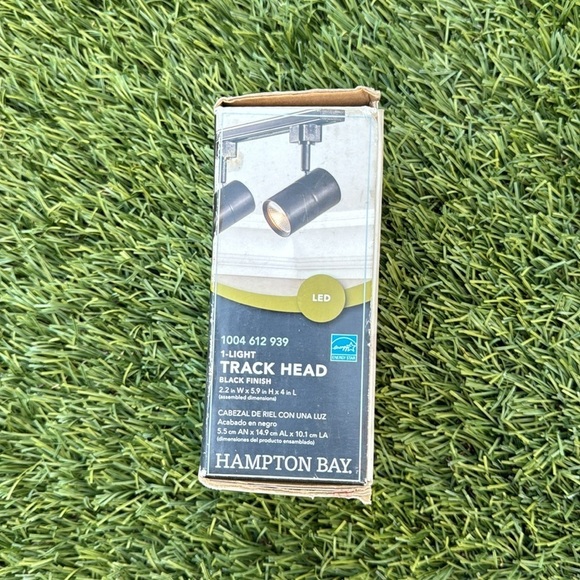 LED
1004 612 939
1-LIGHT
TRACK HEAD
BLACK FINISH
2.2 in W x 5.9 in H x 4 in L
(assembled dimensions)
ENERGY STAR
CABEZAL DE RIEL CON UNA LUZ
Acabado en negro
5.5 cm AN x 14.9 cm AL x 10.1 cm LA
(dimensiones del producto ensamblado)
HAMPTON BAY.